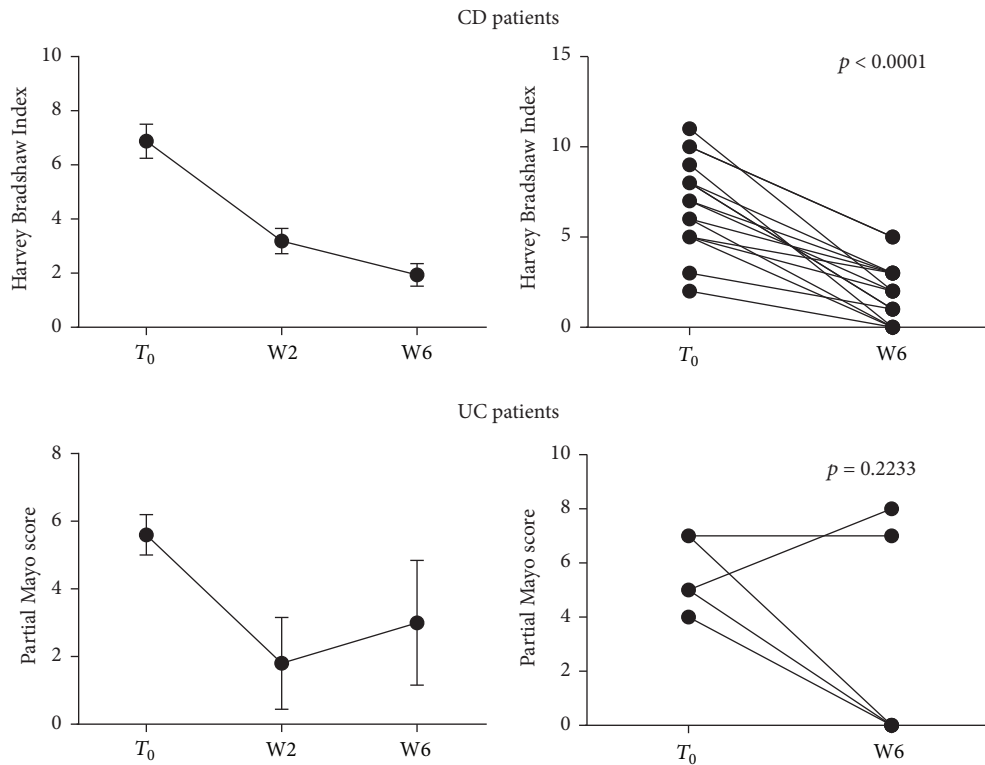 CD patients
Harvey Bradshaw Index
10
8
6
4
2
0
T₀ W2 W6
Harvey Bradshaw Index
15
10
5
0
p < 0.0001
T₀ W6
UC patients
Partial Mayo score
8
6
4
2
0
T₀ W2 W6
Partial Mayo score
10
8
6
4
2
0
p = 0.2233
T₀ W6